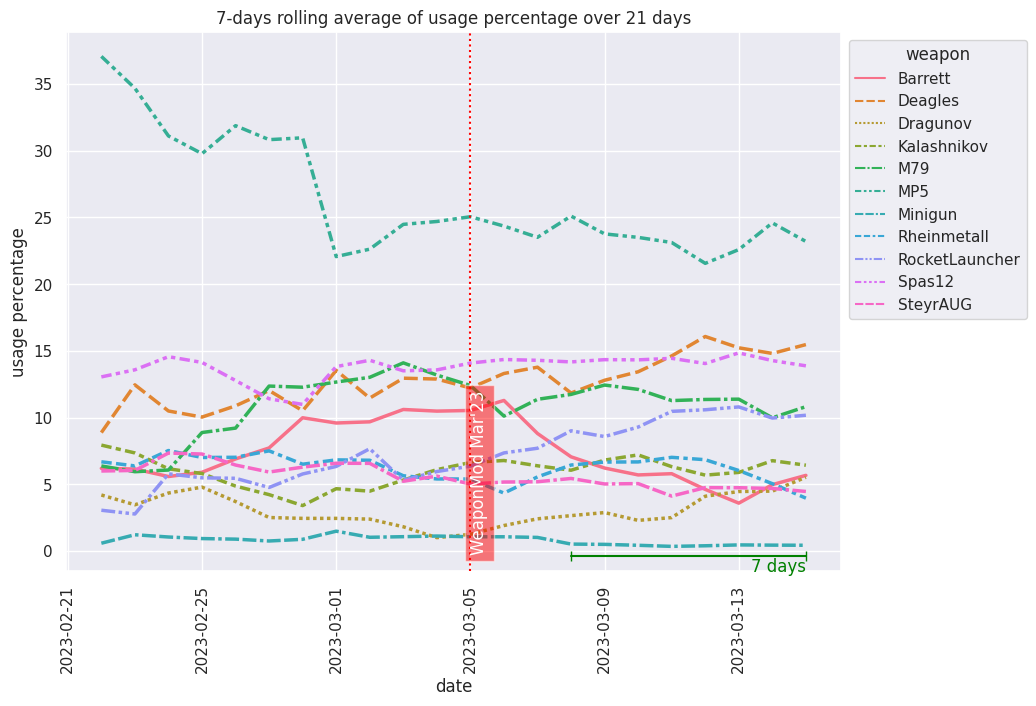 7-days rolling average of usage percentage over 21 days
usage percentage
35
30
25
20
15
10
5
0
WeaponMod Mar'23
7 days
2023-02-21
2023-02-25
2023-03-01
2023-03-05
2023-03-09
2023-03-13
date
weapon
Barrett
Deagles
Dragunov
Kalashnikov
M79
MP5
Minigun
Rheinmetall
RocketLauncher
Spas12
SteyrAUG